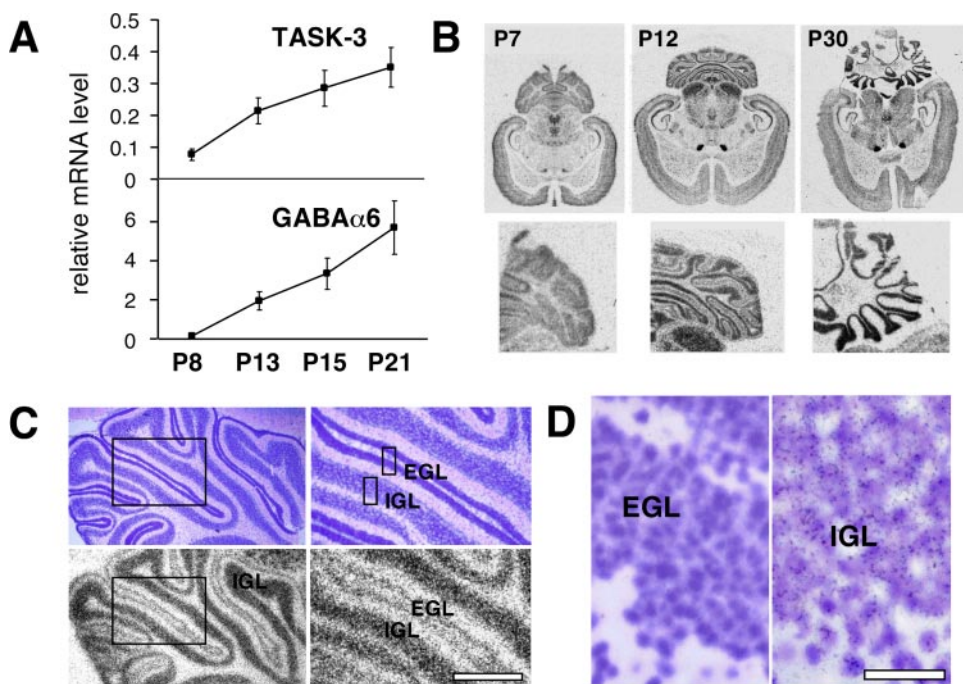 A
relative mRNA level
TASK-3
0.5
0.4
0.3
0.2
0.1
0
GABAα6
6
4
2
0
P8 P13 P15 P21
B
P7 P12 P30
C
EGL
IGL
IGL
EGL
IGL
D
EGL
IGL